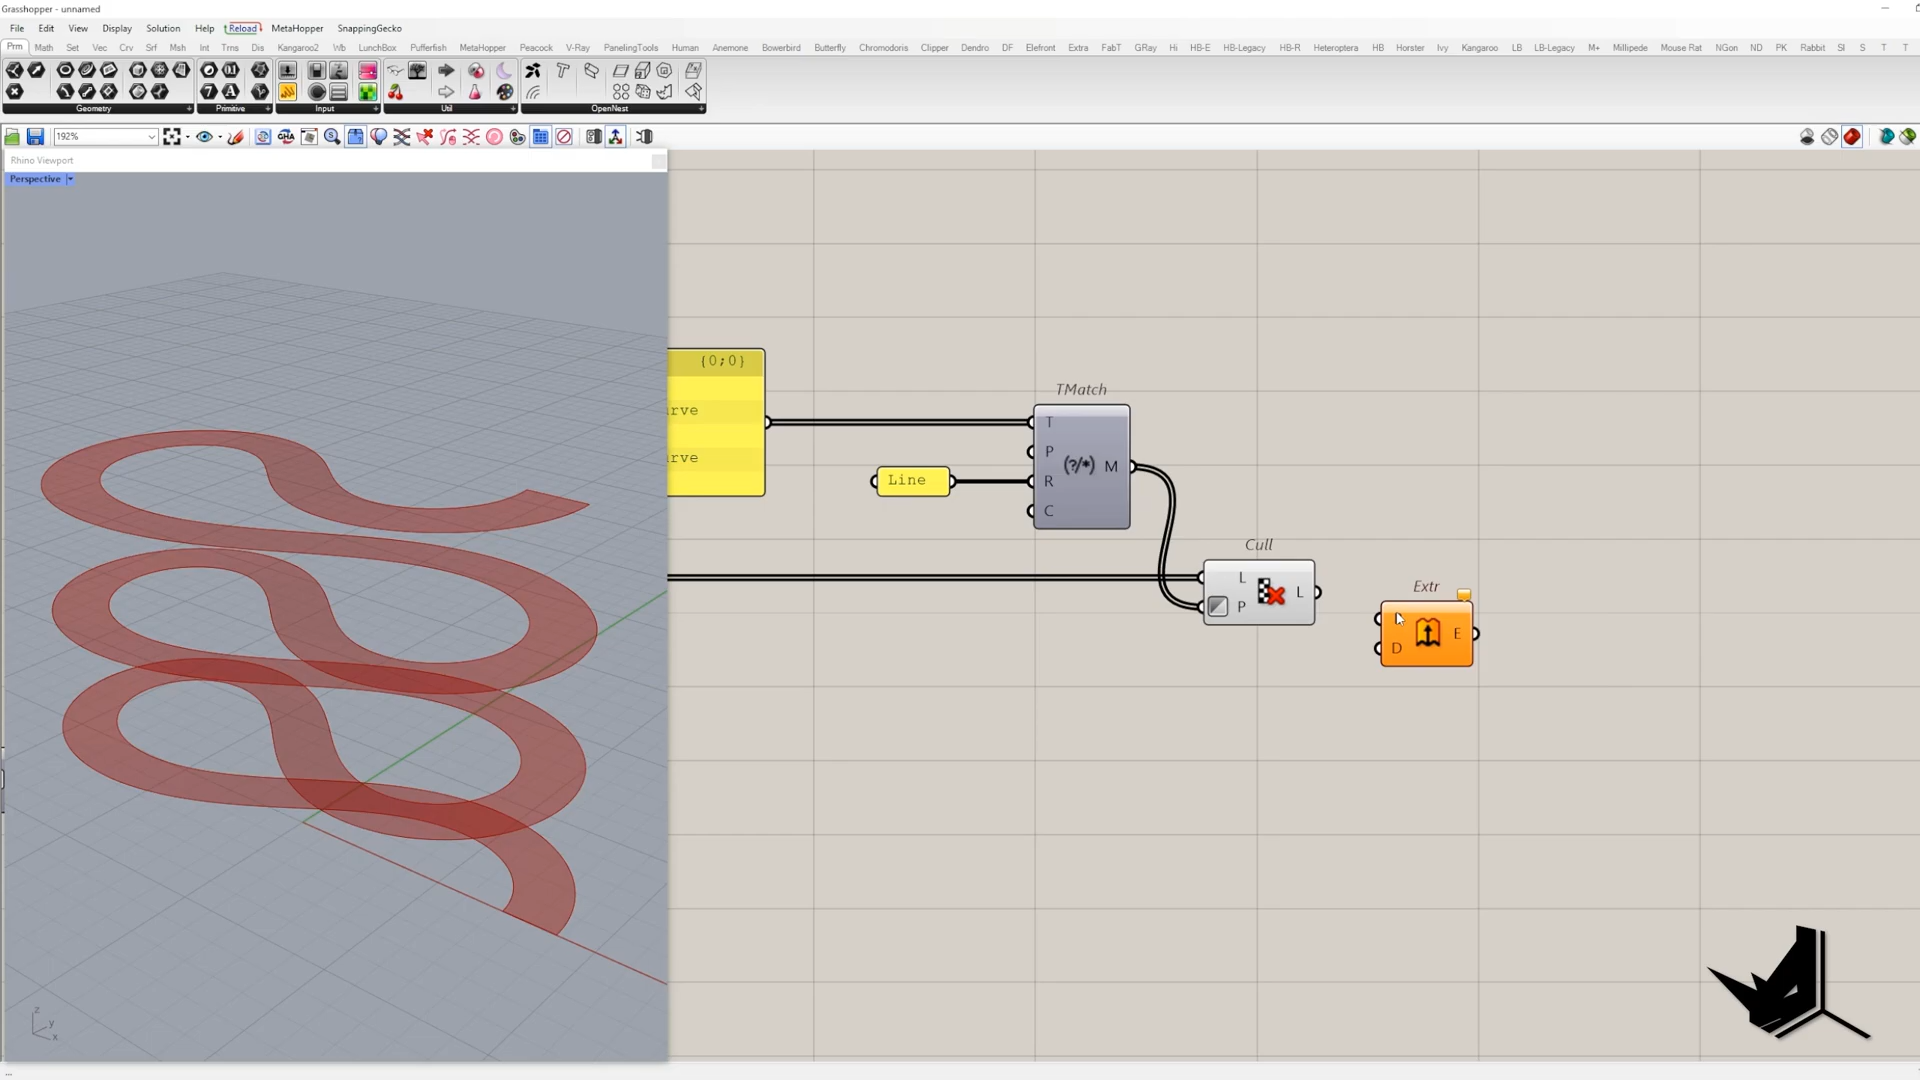 Grasshopper - unnamed
File Edit View Display Solution Help Reload MetaHopper SnappingGecko
Prm Math Set Vec Crv Srf Msh Int Trns Dis Kangaroo2 Wb LunchBox Pufferfish MetaHopper Peacock V-Ray PanelingTools Human Anemone Bowerbird Butterfly Chromodoris Clipper Dendro DF Elefront Extra FabT GRay Hi HB-E HB-Legacy HB-R Heteroptera HB Horster Ivy Kangaroo LB LB-Legacy M+ Millipede Mouse Rat NGon ND PK Rabbit SI S T T
Geometry Primitive Input Util OpenNest
192%
GHA
Rhino Viewport
Perspective
{0;0}
TMatch
rve
T
P
rve
(?/*) M
Line
R
C
Cull
L
L
P
Extr
E
D
z
y
x
...